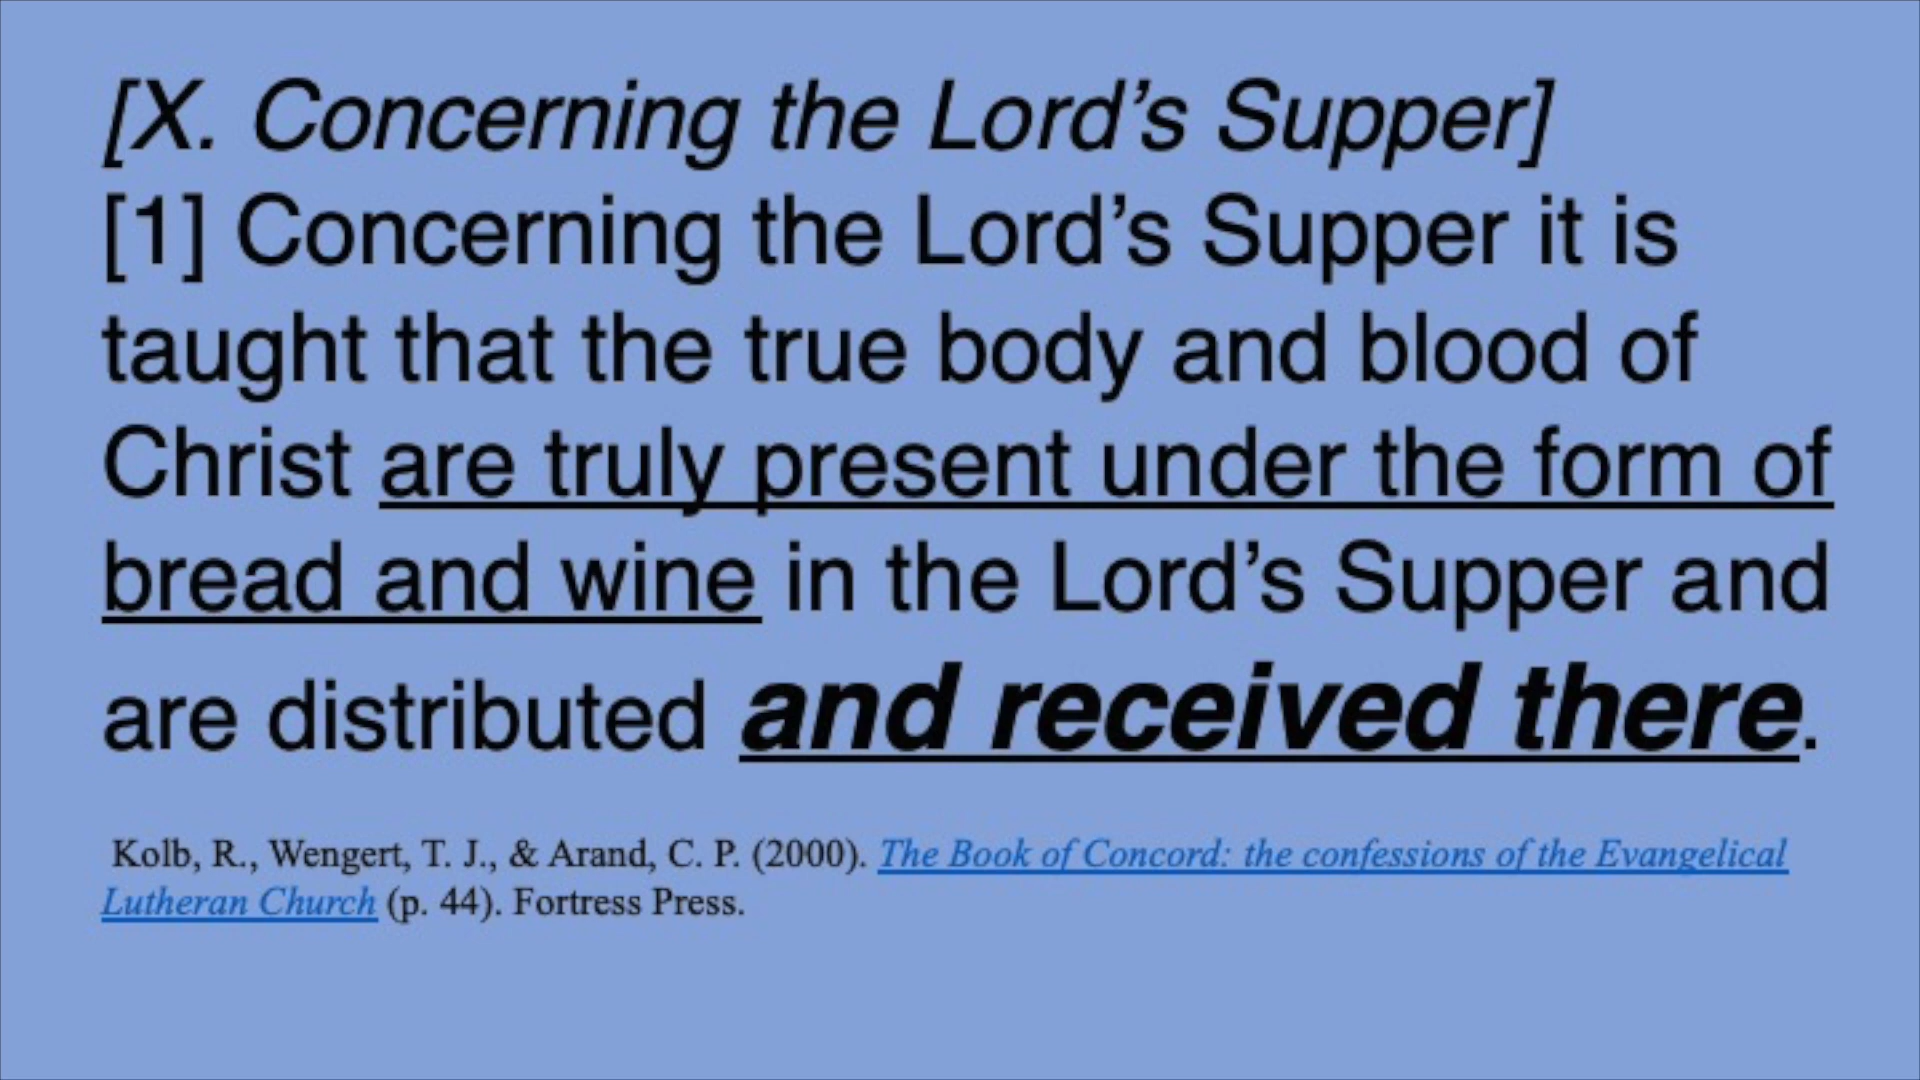 [X. Concerning the Lord’s Supper]
[1] Concerning the Lord’s Supper it is
taught that the true body and blood of
Christ are truly present under the form of
bread and wine in the Lord’s Supper and
are distributed and received there.
Kolb, R., Wengert, T. J., & Arand, C. P. (2000). The Book of Concord: the confessions of the Evangelical
Lutheran Church (p. 44). Fortress Press.